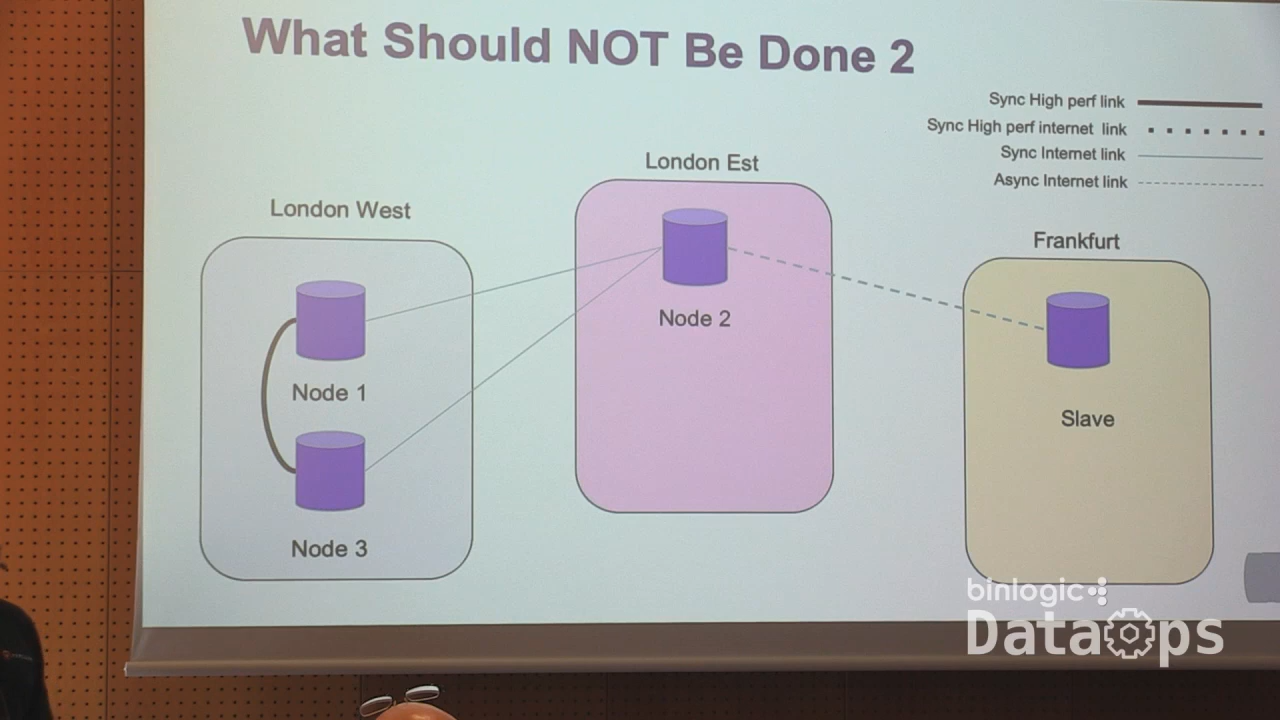 What Should NOT Be Done 2
Sync High perf link
Sync High perf internet link
Sync Internet link
Async Internet link
London Est
London West
Frankfurt
Node 1
Node 2
Slave
Node 3
binlogic
DataOps